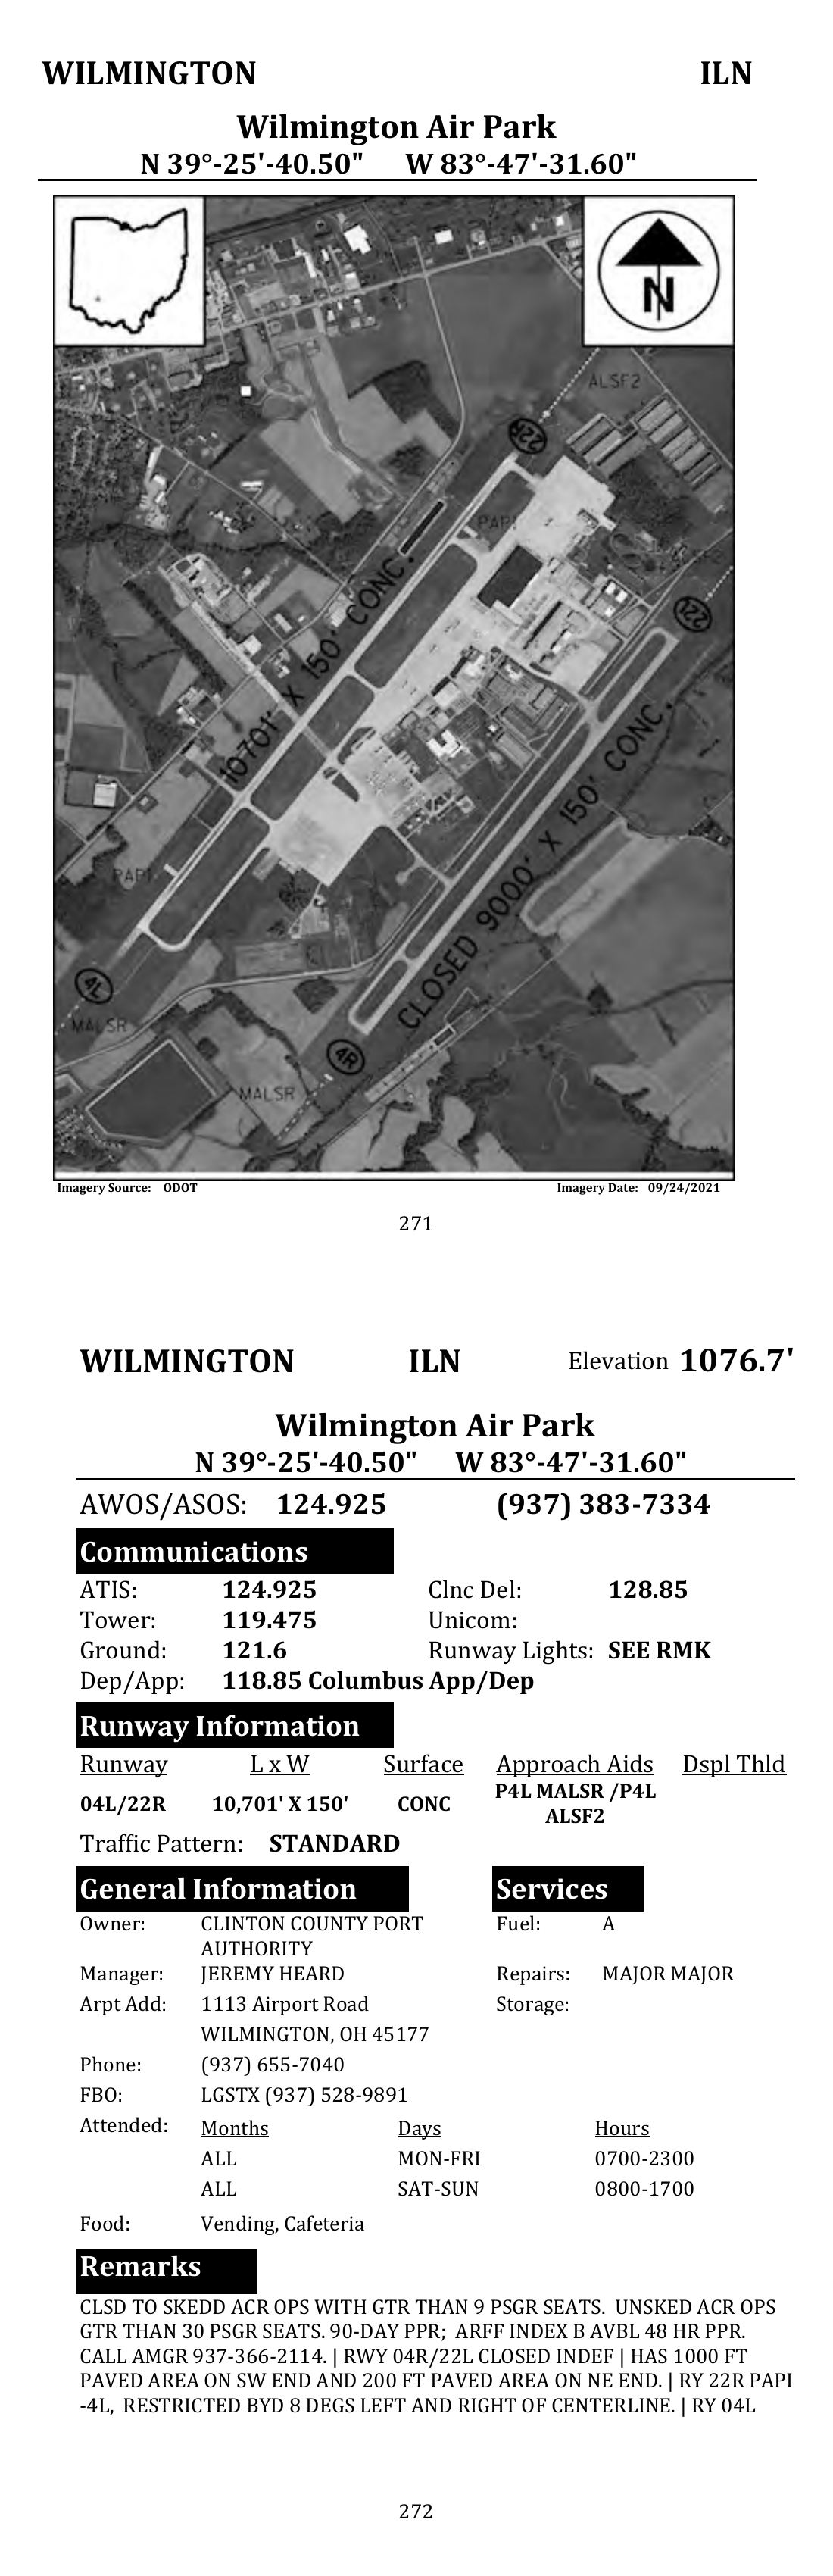 WILMINGTON ILN
Wilmington Air Park
N 39°-25'-40.50" W 83°-47'-31.60"
N
ALSF2
22R
PAPI
10701' X 150' CONC.
22L
CLOSED 9000' X 150' CONC.
PAPI
4L
MALSR
4R
MALSR
Imagery Source: ODOT Imagery Date: 09/24/2021
271
WILMINGTON ILN Elevation 1076.7'
Wilmington Air Park
N 39°-25'-40.50" W 83°-47'-31.60"
AWOS/ASOS: 124.925 (937) 383-7334
Communications
ATIS: 124.925 Clnc Del: 128.85
Tower: 119.475 Unicom:
Ground: 121.6 Runway Lights: SEE RMK
Dep/App: 118.85 Columbus App/Dep
Runway Information
Runway L x W Surface Approach Aids Dspl Thld
04L/22R 10,701' X 150' CONC P4L MALSR /P4L
ALSF2
Traffic Pattern: STANDARD
General Information Services
Owner: CLINTON COUNTY PORT Fuel: A
AUTHORITY
Manager: JEREMY HEARD Repairs: MAJOR MAJOR
Arpt Add: 1113 Airport Road Storage:
WILMINGTON, OH 45177
Phone: (937) 655-7040
FBO: LGSTX (937) 528-9891
Attended: Months Days Hours
ALL MON-FRI 0700-2300
ALL SAT-SUN 0800-1700
Food: Vending, Cafeteria
Remarks
CLSD TO SKEDD ACR OPS WITH GTR THAN 9 PSGR SEATS. UNSKED ACR OPS
GTR THAN 30 PSGR SEATS. 90-DAY PPR; ARFF INDEX B AVBL 48 HR PPR.
CALL AMGR 937-366-2114. | RWY 04R/22L CLOSED INDEF | HAS 1000 FT
PAVED AREA ON SW END AND 200 FT PAVED AREA ON NE END. | RY 22R PAPI
-4L, RESTRICTED BYD 8 DEGS LEFT AND RIGHT OF CENTERLINE. | RY 04L
272